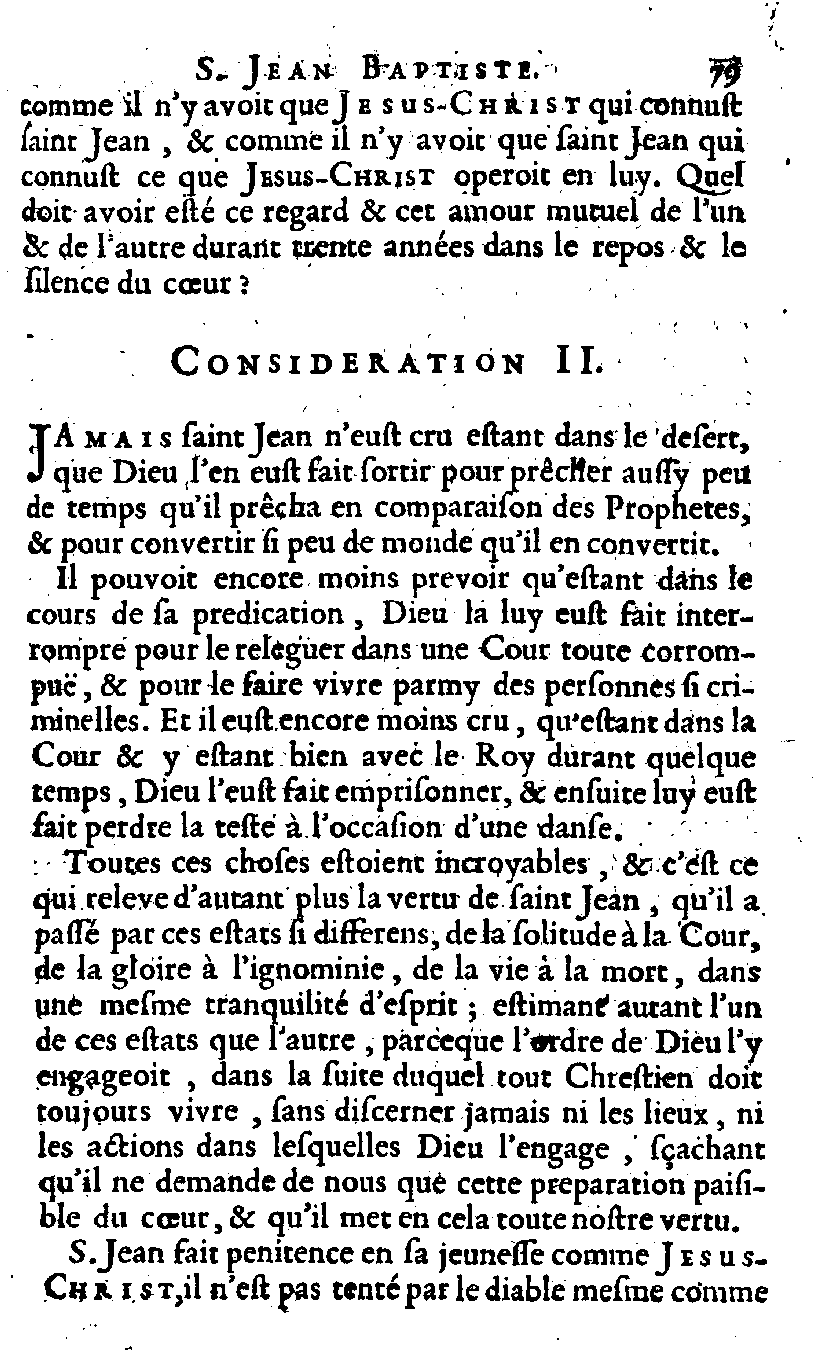 S. JEAN BAPTISTE. 79
comme il n'y avoit que JESUS-CHRIST qui connuſt
ſaint Jean , & comme il n'y avoit que ſaint Jean qui
connuſt ce que JESUS-CHRIST operoit en luy. Quel
doit avoir eſté ce regard & cet amour mutuel de l'un
& de l'autre durant trente années dans le repos & le
ſilence du cœur ?
CONSIDERATION II.
JAMAIS ſaint Jean n'euſt cru eſtant dans le deſert,
que Dieu l'en euſt fait ſortir pour prêcher auſſy peu
de temps qu'il prêcha en comparaiſon des Prophetes,
& pour convertir ſi peu de monde qu'il en convertit.
Il pouvoit encore moins prevoir qu'eſtant dans le
cours de ſa predication , Dieu la luy euſt fait inter-
rompre pour le releguer dans une Cour toute corrom-
puë , & pour le faire vivre parmy des perſonnes ſi cri-
minelles. Et il euſt encore moins cru , qu'eſtant dans la
Cour & y eſtant bien avec le Roy durant quelque
temps , Dieu l'euſt fait empriſonner, & enſuite luy euſt
fait perdre la teſte à l'occaſion d'une danſe.
Toutes ces choſes eſtoient incroyables , & c'eſt ce
qui releve d'autant plus la vertu de ſaint Jean , qu'il a
paſſé par ces eſtats ſi differens, de la ſolitude à la Cour,
de la gloire à l'ignominie , de la vie à la mort , dans
une meſme tranquilité d'eſprit ; eſtimant autant l'un
de ces eſtats que l'autre , parceque l'ordre de Dieu l'y
engageoit , dans la ſuite duquel tout Chreſtien doit
toujours vivre , ſans diſcerner jamais ni les lieux , ni
les actions dans leſquelles Dieu l'engage , ſçachant
qu'il ne demande de nous que cette preparation paiſi-
ble du cœur , & qu'il met en cela toute noſtre vertu.
S. Jean fait penitence en ſa jeuneſſe comme JESUS-
CHRIST, il n'eſt pas tenté par le diable meſme comme